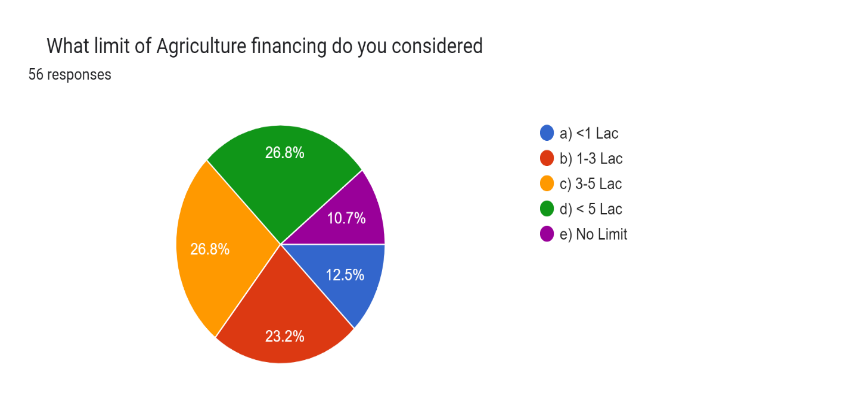 What limit of Agriculture financing do you considered
56 responses
26.8%
10.7%
26.8%
12.5%
23.2%
a) <1 Lac
b) 1-3 Lac
c) 3-5 Lac
d) < 5 Lac
e) No Limit